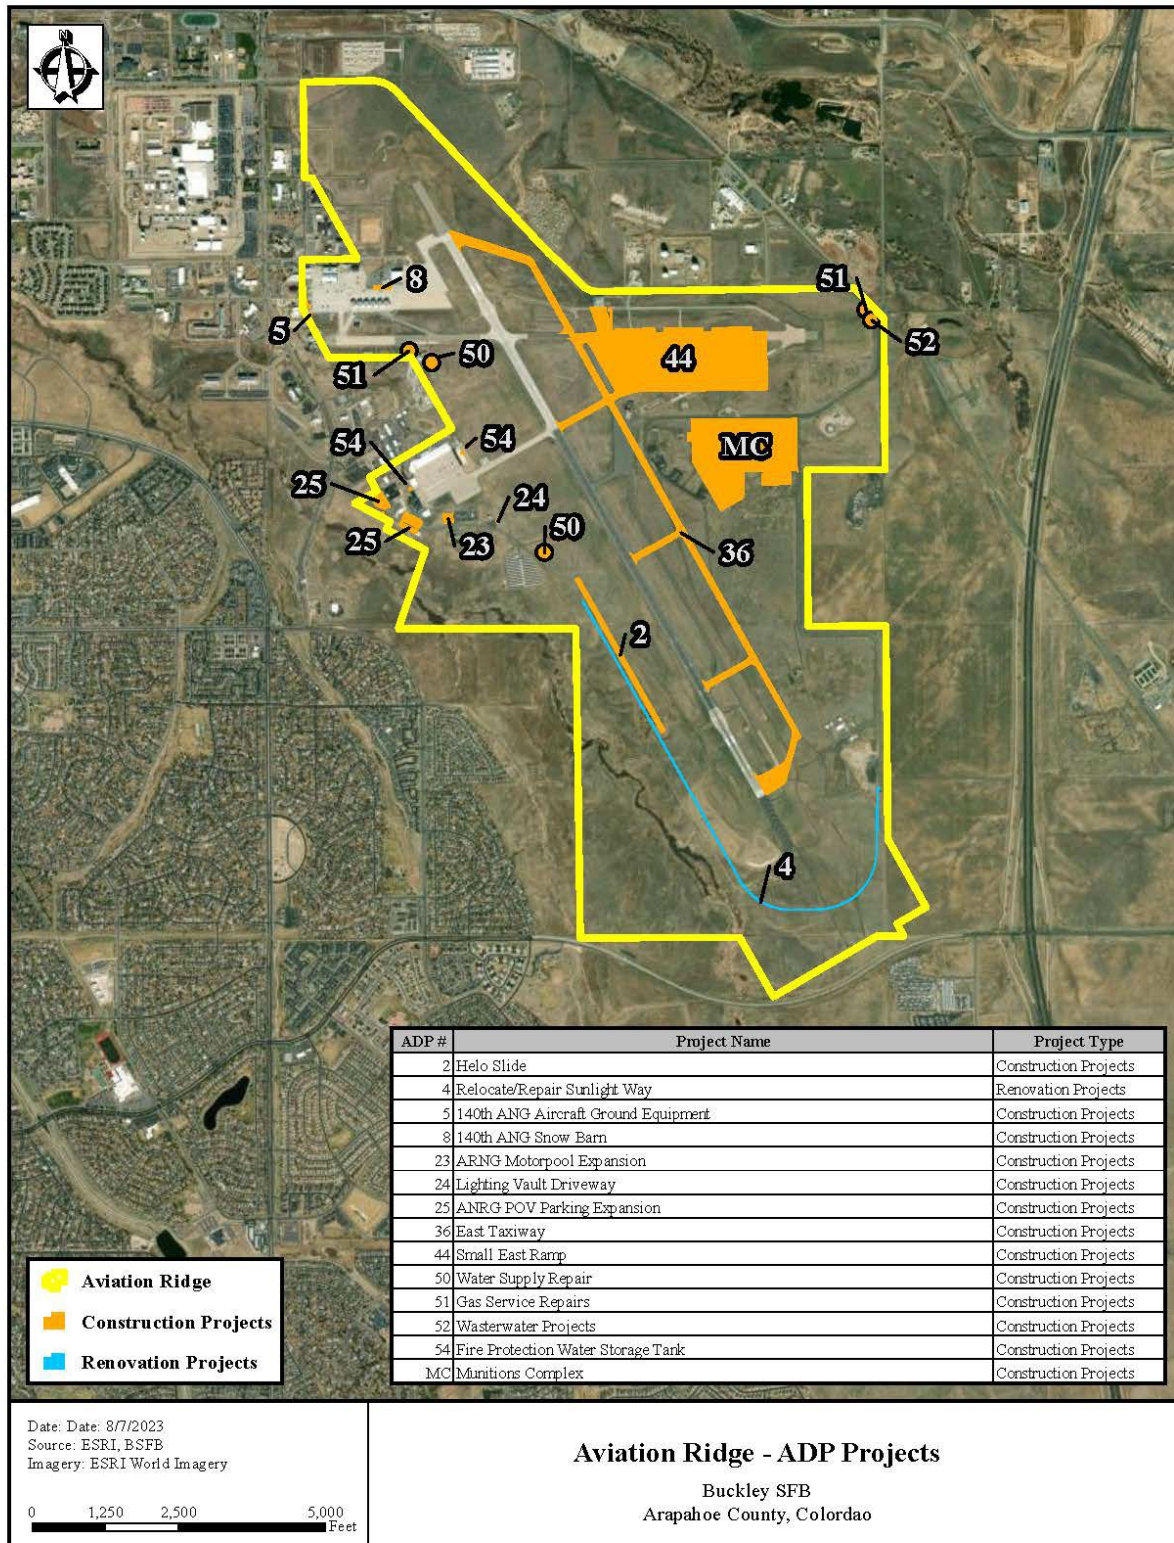 N
8
5
51
50
51
52
44
54
54
MC
25
24
25
23
50
36
2
4
ADP # Project Name Project Type
2 Helo Slide Construction Projects
4 Relocate/Repair Sunlight Way Renovation Projects
5 140th ANG Aircraft Ground Equipment Construction Projects
8 140th ANG Snow Barn Construction Projects
23 ARNG Motorpool Expansion Construction Projects
24 Lighting Vault Driveway Construction Projects
25 ANRG POV Parking Expansion Construction Projects
36 East Taxiway Construction Projects
44 Small East Ramp Construction Projects
50 Water Supply Repair Construction Projects
51 Gas Service Repairs Construction Projects
52 Wasterwater Projects Construction Projects
54 Fire Protection Water Storage Tank Construction Projects
MC Munitions Complex Construction Projects
Aviation Ridge
Construction Projects
Renovation Projects
Date: Date: 8/7/2023
Source: ESRI, BSFB
Imagery: ESRI World Imagery
0 1,250 2,500 5,000
Feet
Aviation Ridge - ADP Projects
Buckley SFB
Arapahoe County, Colordao